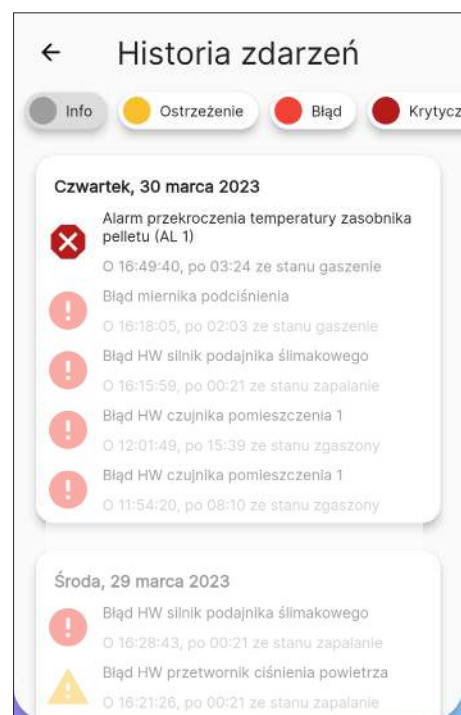 Historia zdarzeń
Info
Ostrzeżenie
Błąd
Krytycz
Czwartek, 30 marca 2023
Alarm przekroczenia temperatury zasobnika
pelletu (AL 1)
O 16:49:40, po 03:24 ze stanu gaszenie
Błąd miernika podciśnienia
O 16:18:05, po 02:03 ze stanu gaszenie
Błąd HW silnik podajnika ślimakowego
O 16:15:59, po 00:21 ze stanu zapalanie
Błąd HW czujnika pomieszczenia 1
O 12:01:49, po 15:39 ze stanu zgaszony
Błąd HW czujnika pomieszczenia 1
O 11:54:20, po 08:10 ze stanu zgaszony
Środa, 29 marca 2023
Błąd HW silnik podajnika ślimakowego
O 16:28:43, po 00:21 ze stanu zapalanie
Błąd HW przetwornik ciśnienia powietrza
O 16:21:26, po 00:21 ze stanu zapalanie